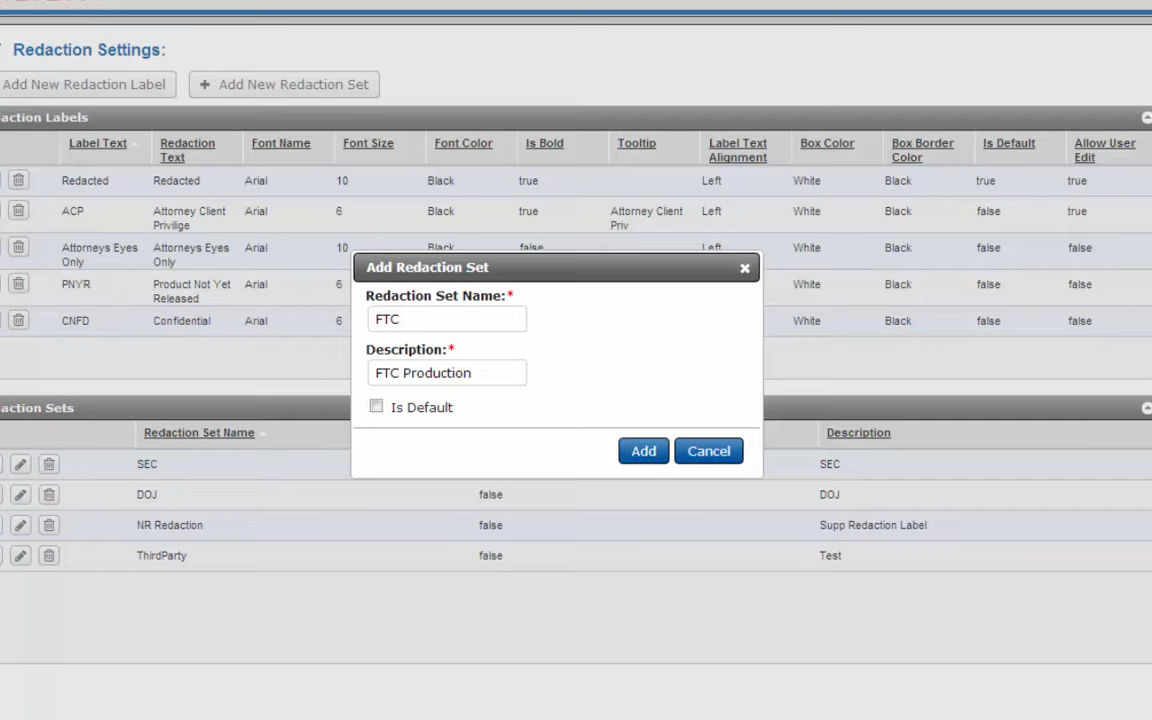 Redaction Settings:
Add New Redaction Label + Add New Redaction Set
action Labels
Label Text Redaction Text Font Name Font Size Font Color Is Bold Tooltip Label Text Alignment Box Color Box Border Color Is Default Allow User Edit
Redacted Redacted Arial 10 Black true Left White Black true true
ACP Attorney Client Privilige Arial 6 Black true Attorney Client Priv Left White Black false true
Attorneys Eyes Only Attorneys Eyes Only Arial 10 Black false Left White Black false false
PNYR Product Not Yet Released Arial 6 White Black false false
CNFD Confidential Arial 6 White Black false false
Add Redaction Set x
Redaction Set Name:*
FTC
Description:*
FTC Production
Is Default
Add Cancel
action Sets
Redaction Set Name Description
SEC SEC
DOJ false DOJ
NR Redaction false Supp Redaction Label
ThirdParty false Test